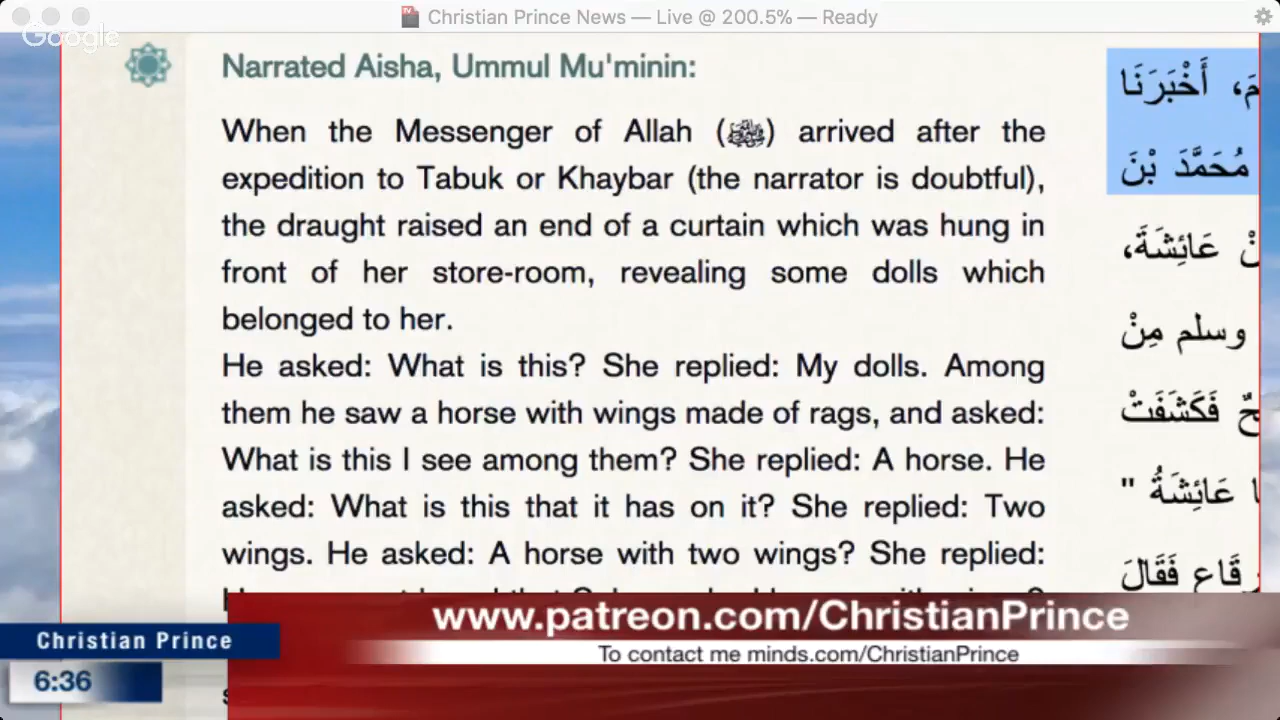 Christian Prince News — Live @ 200.5% — Ready
Google
Narrated Aisha, Ummul Mu'minin:
When the Messenger of Allah (ﷺ) arrived after the
expedition to Tabuk or Khaybar (the narrator is doubtful),
the draught raised an end of a curtain which was hung in
front of her store-room, revealing some dolls which
belonged to her.
He asked: What is this? She replied: My dolls. Among
them he saw a horse with wings made of rags, and asked:
What is this I see among them? She replied: A horse. He
asked: What is this that it has on it? She replied: Two
wings. He asked: A horse with two wings? She replied:
أَخْبَرَنَا
مُحَمَّدَ بْنَ
عَائِشَةَ،
وسلم مِنْ
فَكَشَفَتْ
عَائِشَةُ "
فَقَالَ
www.patreon.com/ChristianPrince
To contact me minds.com/ChristianPrince
Christian Prince
6:36